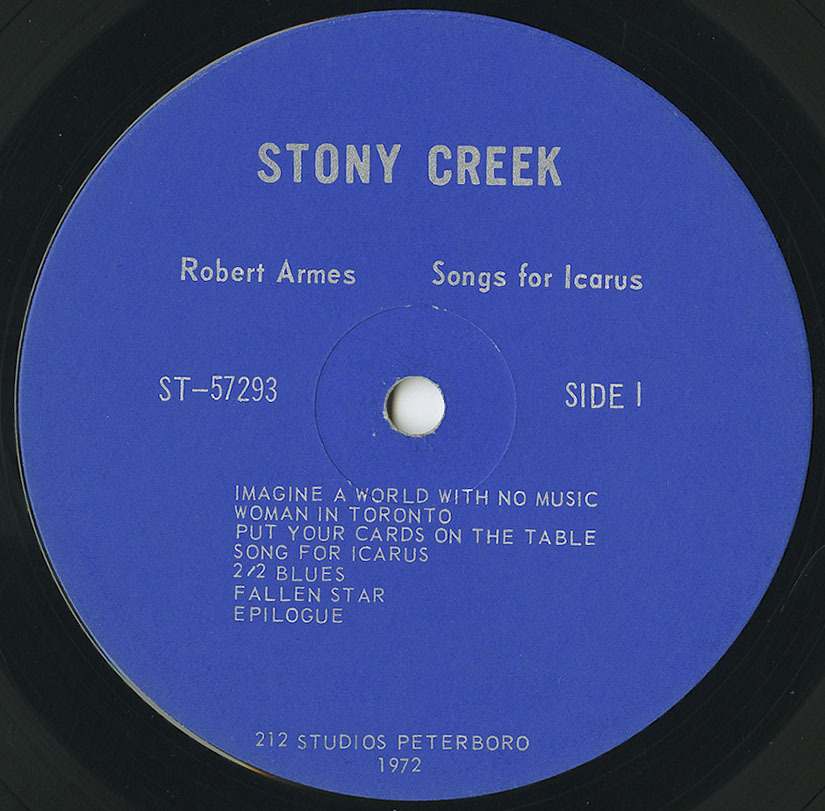 STONY CREEK
Robert Armes Songs for Icarus
ST-57293 SIDE 1
IMAGINE A WORLD WITH NO MUSIC
WOMAN IN TORONTO
PUT YOUR CARDS ON THE TABLE
SONG FOR ICARUS
2/2 BLUES
FALLEN STAR
EPILOGUE
212 STUDIOS PETERBORO
1972